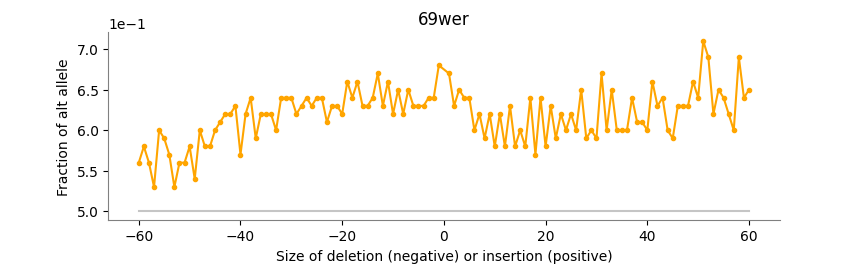 69wer
1e−1
Fraction of alt allele
7.0
6.5
6.0
5.5
5.0
−60 −40 −20 0 20 40 60
Size of deletion (negative) or insertion (positive)